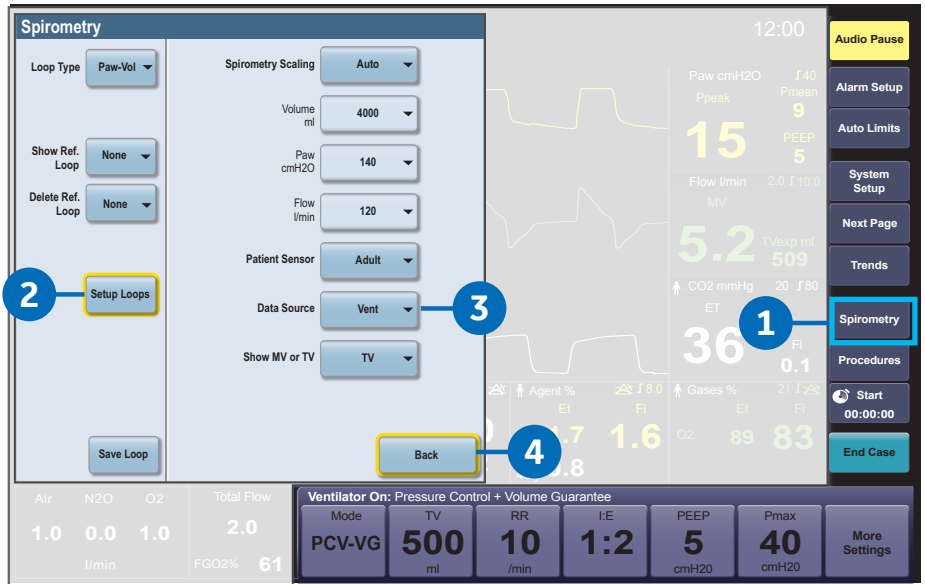 Spirometry
Loop Type
Paw-Vol
Show Ref.
Loop
None
Delete Ref.
Loop
None
2
Setup Loops
Save Loop
Spirometry Scaling
Auto
Volume
ml
4000
Paw
cmH2O
140
Flow
l/min
120
Patient Sensor
Adult
Data Source
Vent
3
Show MV or TV
TV
Back
4
12:00
Paw cmH2O
40
Ppeak
Pmean
15
9
PEEP
5
Flow l/min
2.0
10.0
MV
5.2
TVexp ml
509
CO2 mmHg
20
80
ET
36
Fi
0.1
Agent %
8.0
Et
Fi
.7
1.6
.8
Gases %
21
Et
Fi
O2
89
83
Audio Pause
Alarm Setup
Auto Limits
System
Setup
Next Page
Trends
1
Spirometry
Procedures
Start
00:00:00
End Case
Air N2O O2
1.0 0.0 1.0
l/min
Total Flow
2.0
FGO2% 61
Ventilator On: Pressure Control + Volume Guarantee
Mode
PCV-VG
TV
500
ml
RR
10
/min
I:E
1:2
PEEP
5
cmH20
Pmax
40
cmH20
More
Settings